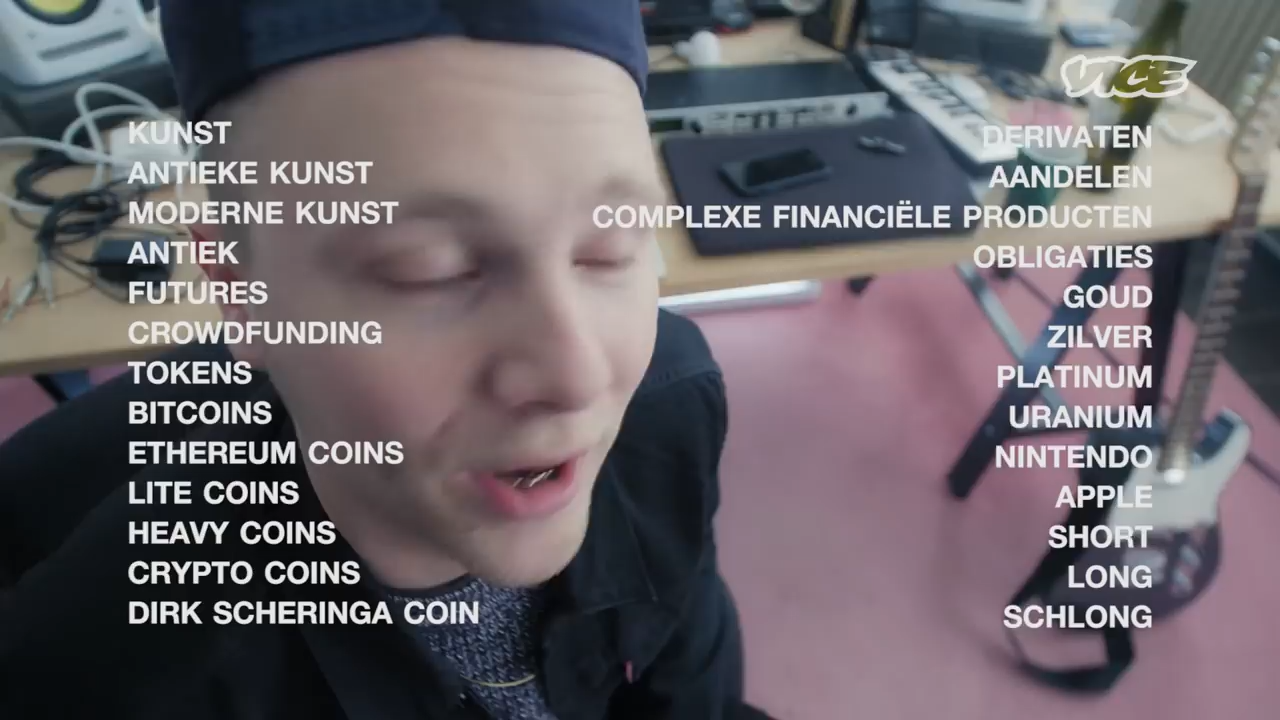 VICE
KUNST
ANTIEKE KUNST
MODERNE KUNST
ANTIEK
FUTURES
CROWDFUNDING
TOKENS
BITCOINS
ETHEREUM COINS
LITE COINS
HEAVY COINS
CRYPTO COINS
DIRK SCHERINGA COIN
DERIVATEN
AANDELEN
COMPLEXE FINANCIËLE PRODUCTEN
OBLIGATIES
GOUD
ZILVER
PLATINUM
URANIUM
NINTENDO
APPLE
SHORT
LONG
SCHLONG